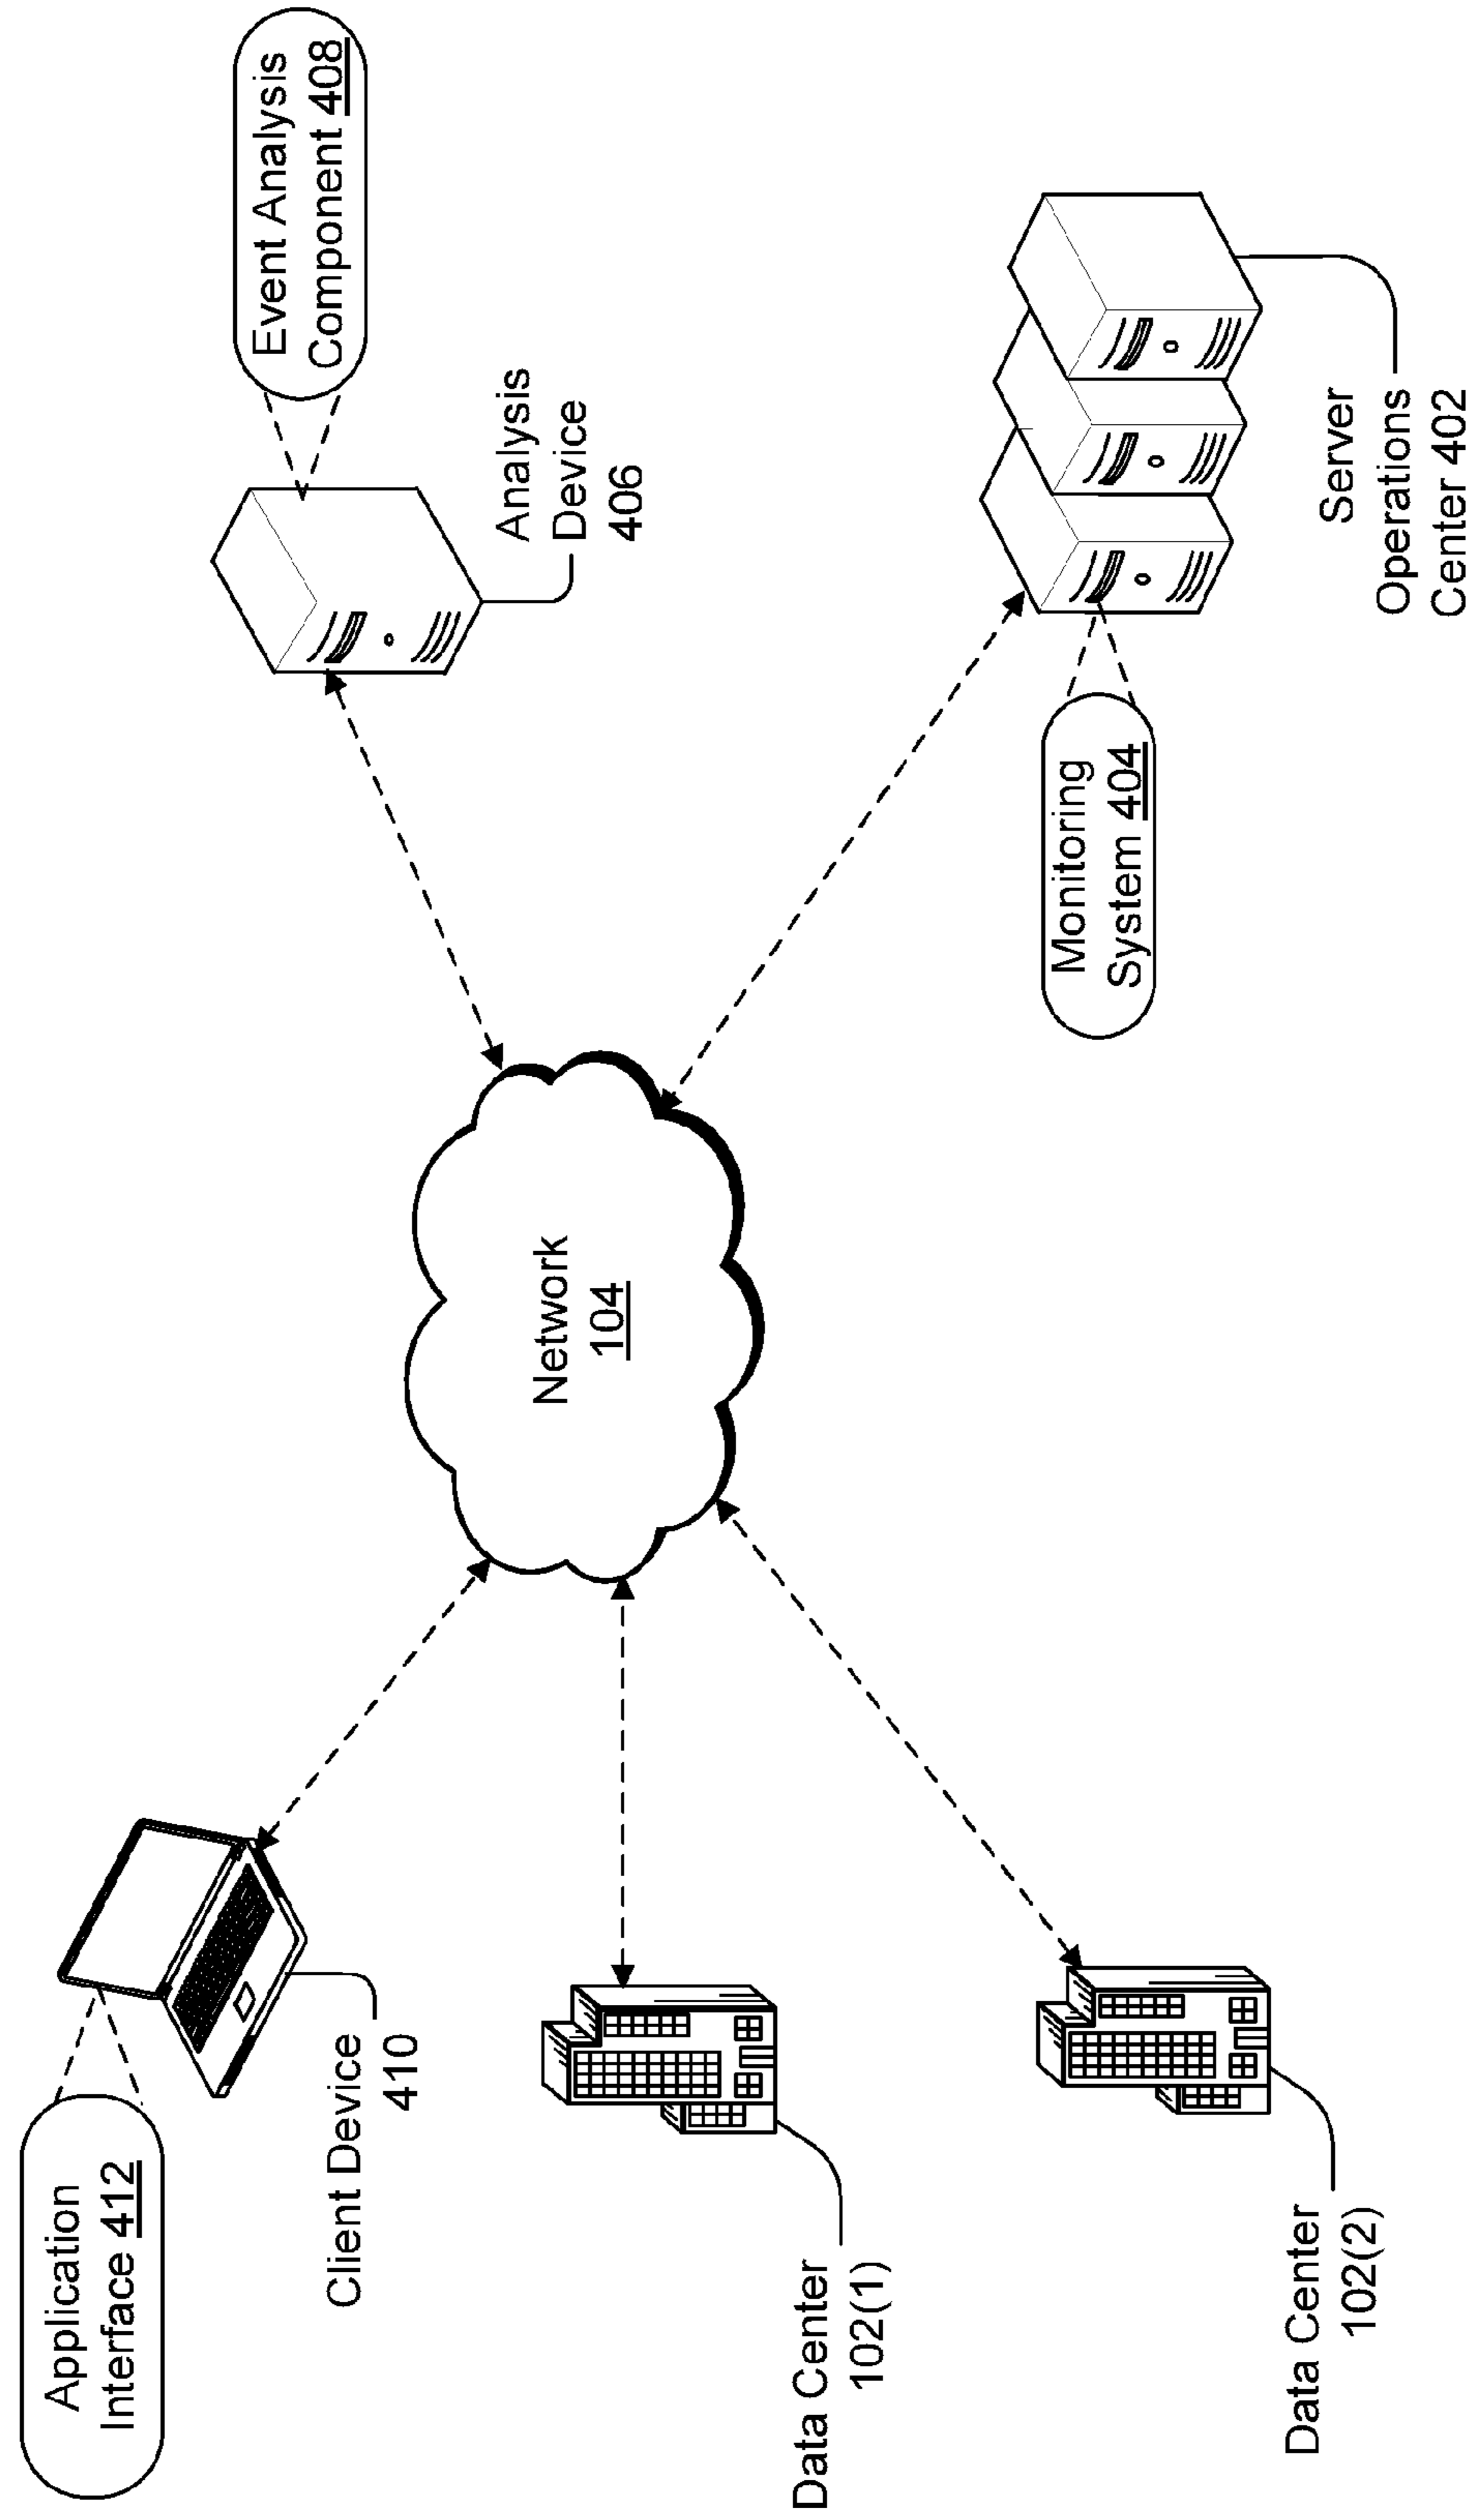 Application
Interface 412
Client Device
410
Data Center
102(1)
Data Center
102(2)
Network
104
Event Analysis
Component 408
Analysis
Device
406
Monitoring
System 404
Server
Operations
Center 402